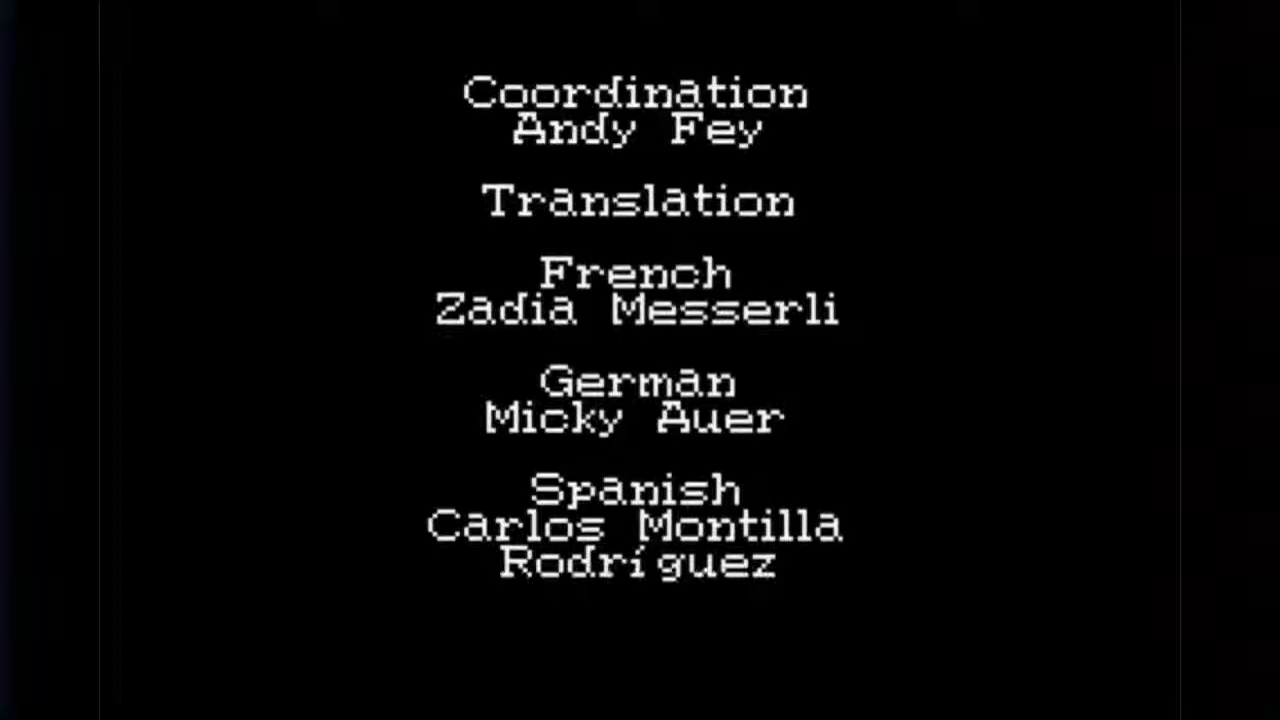 Coordination
Andy Fey
Translation
French
Zadia Messerli
German
Micky Auer
Spanish
Carlos Montilla
Rodríguez